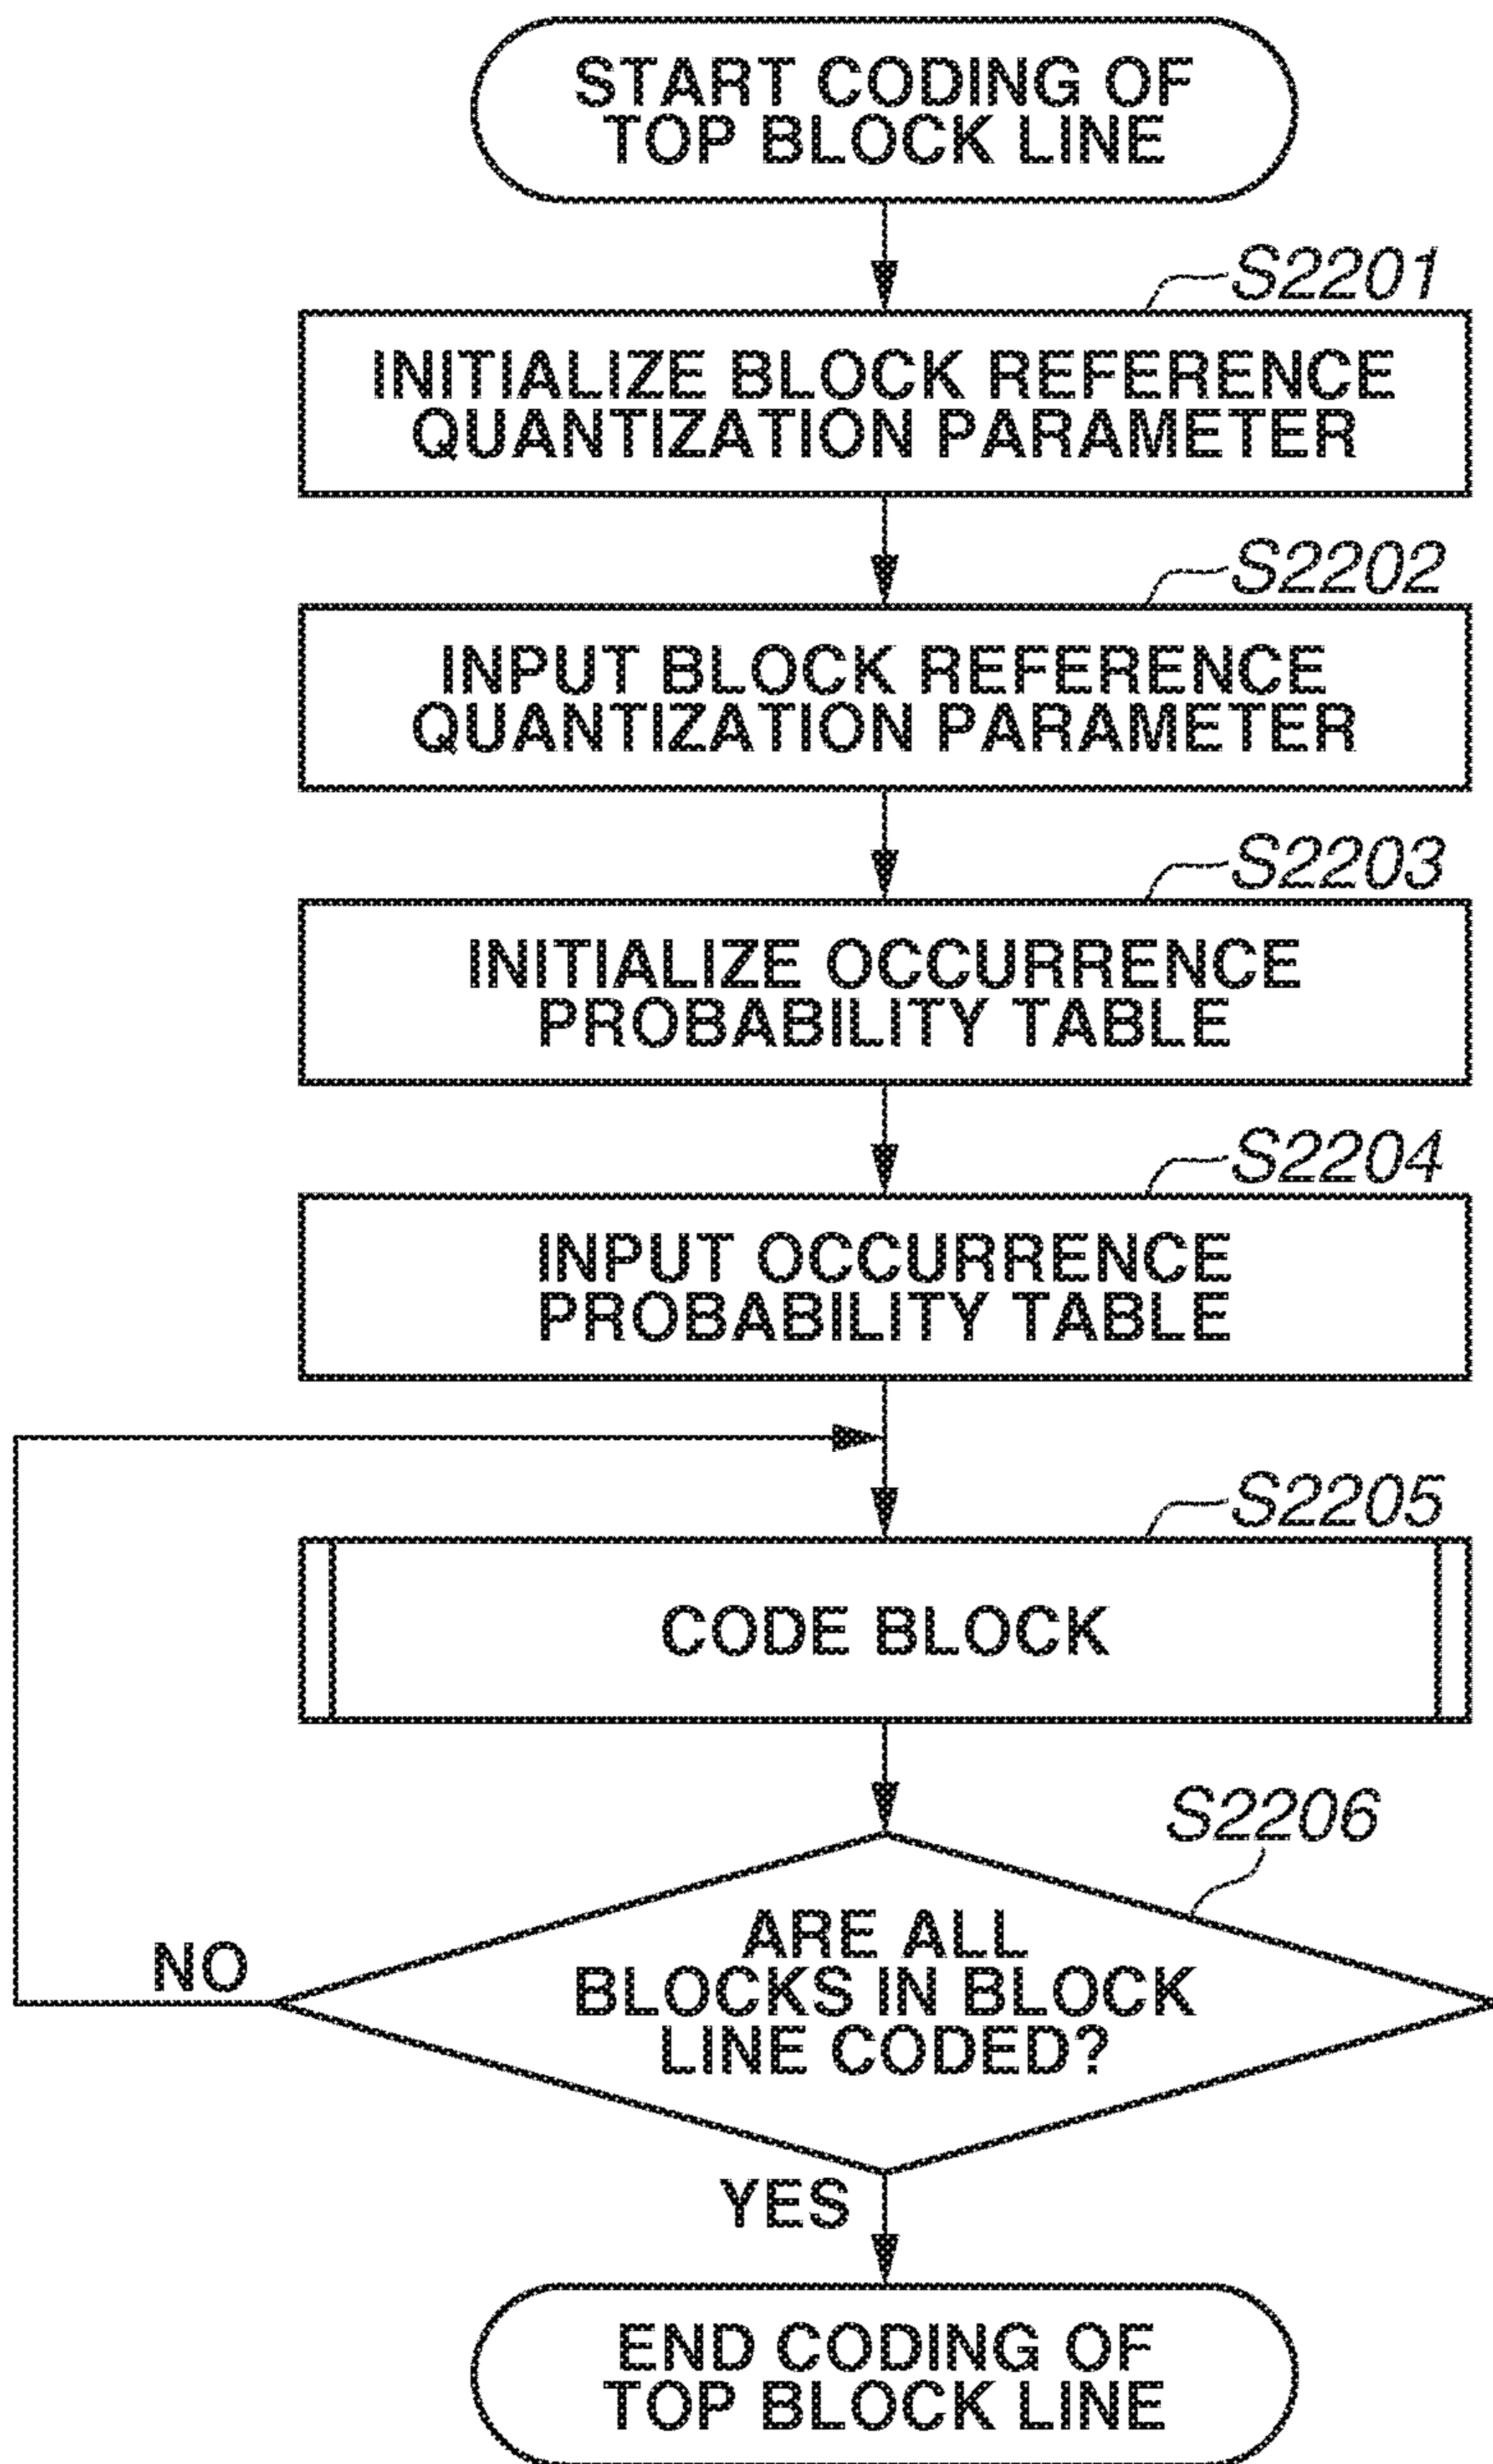 START CODING OF
TOP BLOCK LINE
S2201
INITIALIZE BLOCK REFERENCE
QUANTIZATION PARAMETER
S2202
INPUT BLOCK REFERENCE
QUANTIZATION PARAMETER
S2203
INITIALIZE OCCURRENCE
PROBABILITY TABLE
S2204
INPUT OCCURRENCE
PROBABILITY TABLE
S2205
CODE BLOCK
S2206
ARE ALL
BLOCKS IN BLOCK
LINE CODED?
NO
YES
END CODING OF
TOP BLOCK LINE